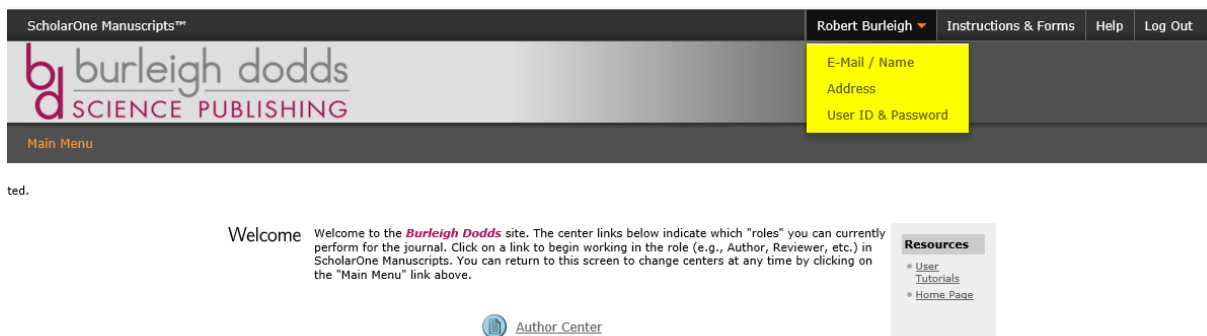 ScholarOne Manuscripts™
Robert Burleigh Instructions & Forms Help Log Out
E-Mail / Name
Address
User ID & Password
bd burleigh dodds
SCIENCE PUBLISHING
Main Menu
ted.
Welcome
Welcome to the Burleigh Dodds site. The center links below indicate which "roles" you can currently
perform for the journal. Click on a link to begin working in the role (e.g., Author, Reviewer, etc.) in
ScholarOne Manuscripts. You can return to this screen to change centers at any time by clicking on
the "Main Menu" link above.
Resources
User
Tutorials
Home Page
Author Center